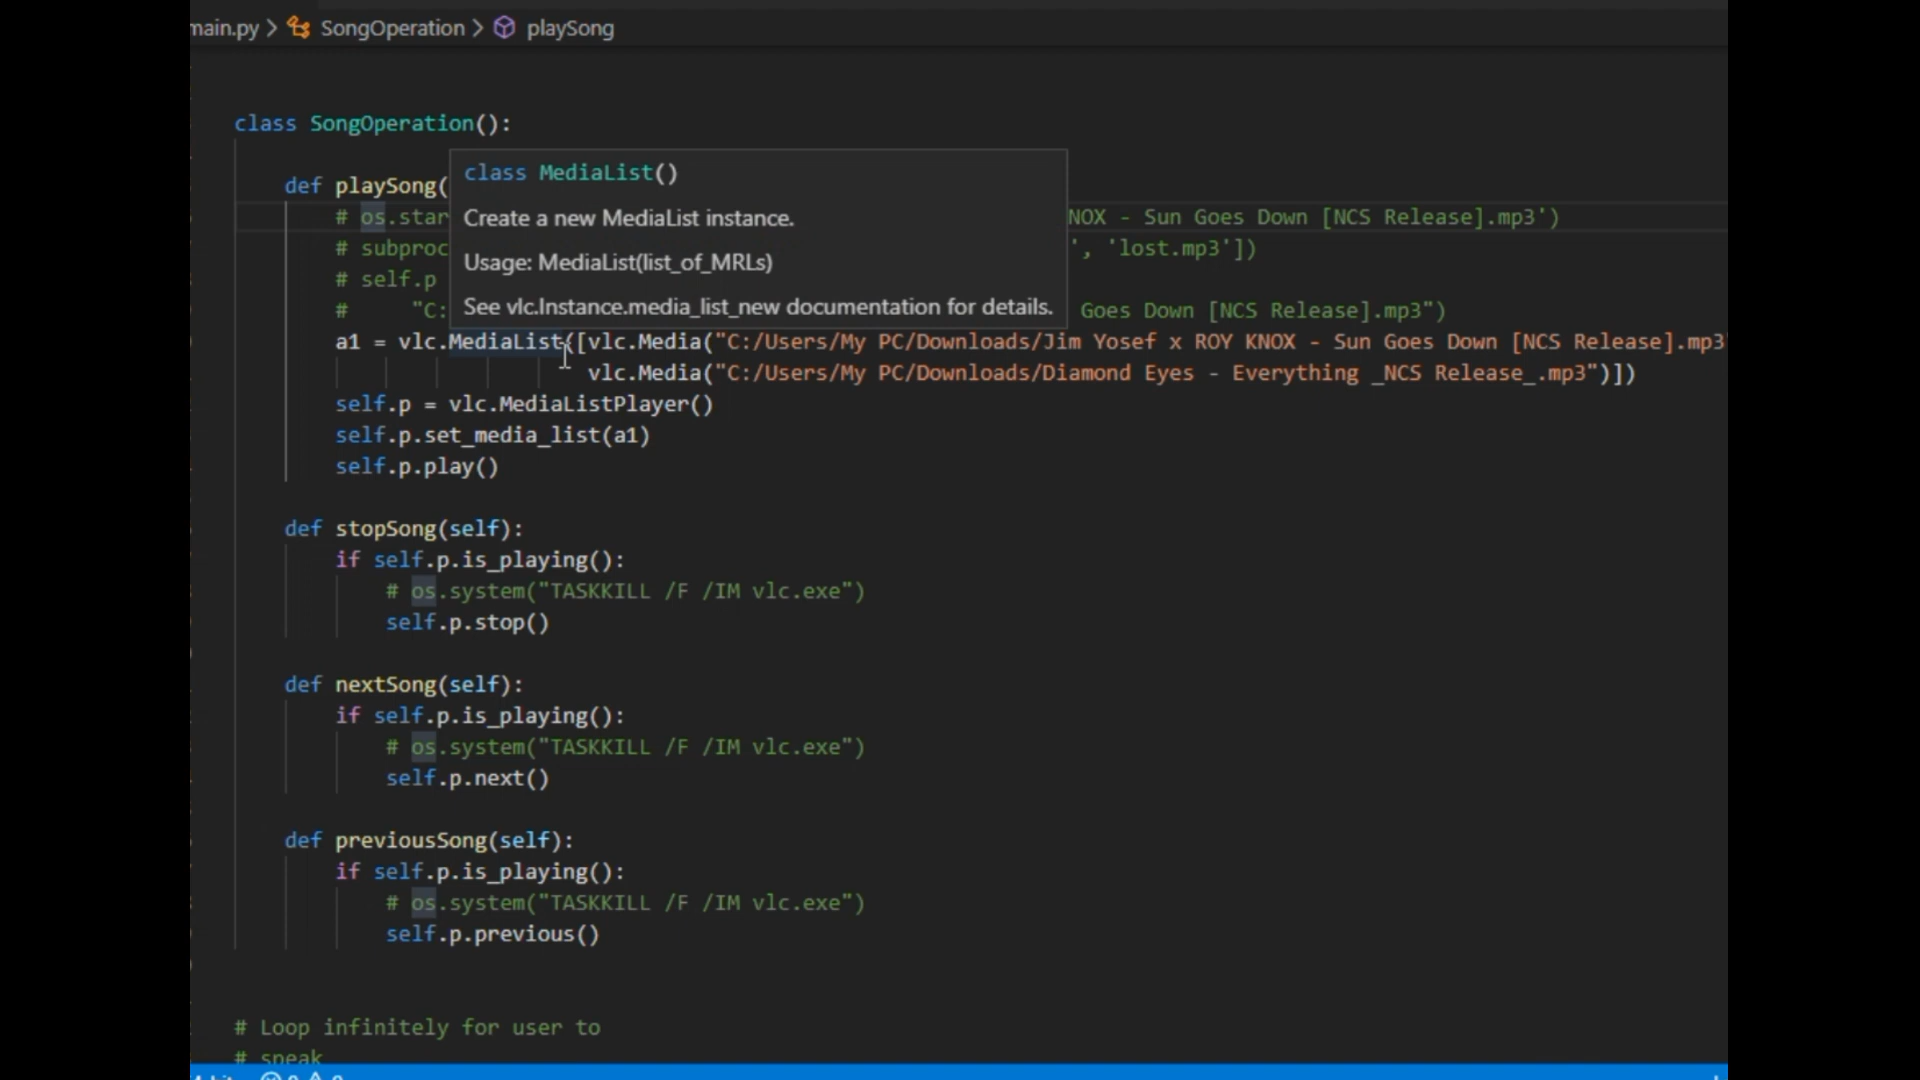 main.py > SongOperation > playSong
class SongOperation():
def playSong(
# os.star
NOX - Sun Goes Down [NCS Release].mp3')
# subproc
', 'lost.mp3'])
# self.p
# "C:
Goes Down [NCS Release].mp3")
class MediaList()
Create a new MediaList instance.
Usage: MediaList(list_of_MRLs)
See vlc.Instance.media_list_new documentation for details.
a1 = vlc.MediaList([vlc.Media("C:/Users/My PC/Downloads/Jim Yosef x ROY KNOX - Sun Goes Down [NCS Release].mp3
vlc.Media("C:/Users/My PC/Downloads/Diamond Eyes - Everything _NCS Release_.mp3")])
self.p = vlc.MediaListPlayer()
self.p.set_media_list(a1)
self.p.play()
def stopSong(self):
if self.p.is_playing():
# os.system("TASKKILL /F /IM vlc.exe")
self.p.stop()
def nextSong(self):
if self.p.is_playing():
# os.system("TASKKILL /F /IM vlc.exe")
self.p.next()
def previousSong(self):
if self.p.is_playing():
# os.system("TASKKILL /F /IM vlc.exe")
self.p.previous()
# Loop infinitely for user to
# speak